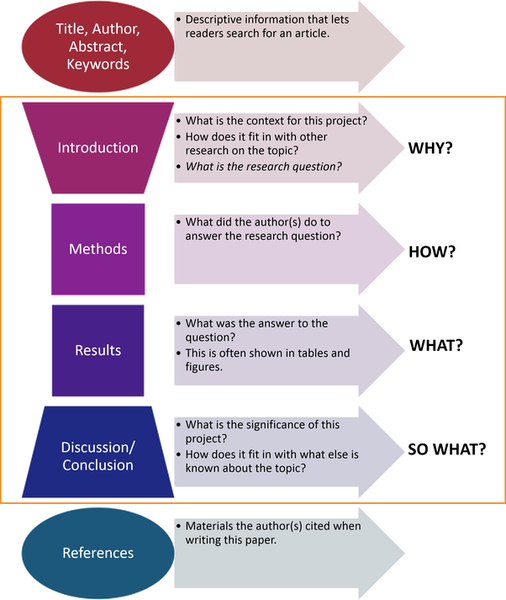 Title, Author,
Abstract,
Keywords
• Descriptive information that lets
readers search for an article.
Introduction
• What is the context for this project?
• How does it fit in with other
research on the topic?
• What is the research question?
WHY?
Methods
• What did the author(s) do to
answer the research question?
HOW?
Results
• What was the answer to the
question?
• This is often shown in tables and
figures.
WHAT?
Discussion/
Conclusion
• What is the significance of this
project?
• How does it fit in with what else is
known about the topic?
SO WHAT?
References
• Materials the author(s) cited when
writing this paper.